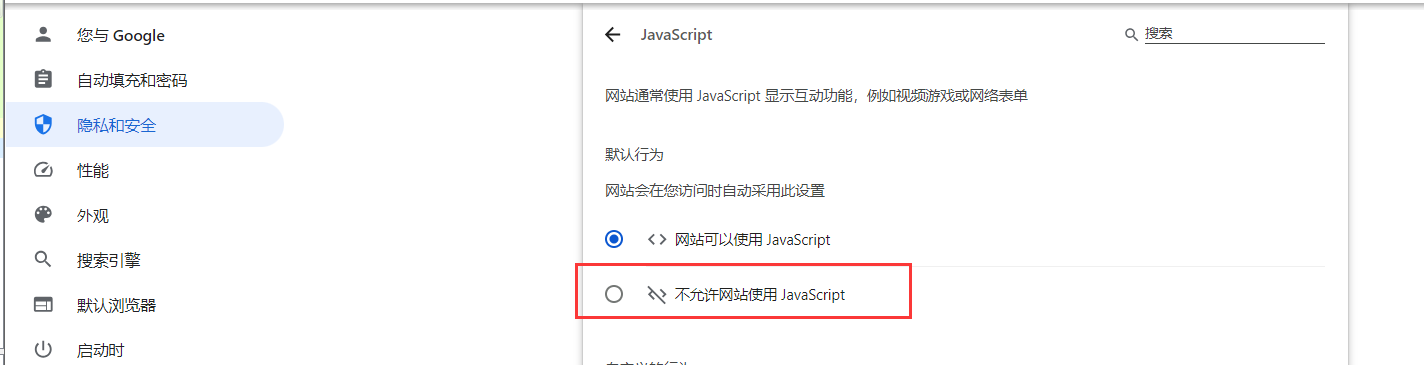 您与 Google
自动填充和密码
隐私和安全
性能
外观
搜索引擎
默认浏览器
启动时
JavaScript
搜索
网站通常使用 JavaScript 显示互动功能，例如视频游戏或网络表单
默认行为
网站会在您访问时自动采用此设置
网站可以使用 JavaScript
不允许网站使用 JavaScript